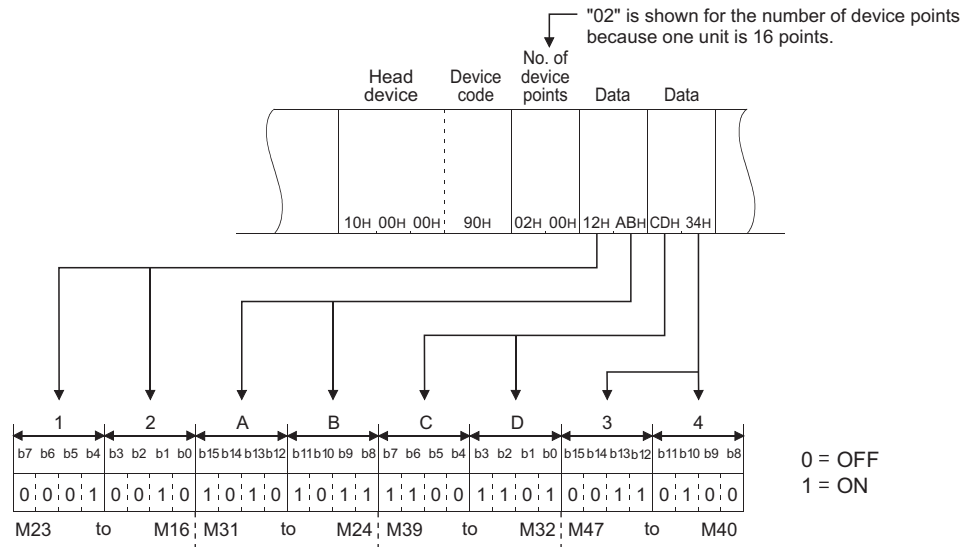 "02" is shown for the number of device points
because one unit is 16 points.
Head device
Device code
No. of device points
Data
Data
10H 00H 00H 90H 02H 00H 12H ABH CDH 34H
1 2 A B C D 3 4
b7 b6 b5 b4 b3 b2 b1 b0 b15 b14 b13 b12 b11 b10 b9 b8 b7 b6 b5 b4 b3 b2 b1 b0 b15 b14 b13 b12 b11 b10 b9 b8
0 0 0 1 0 0 1 0 1 0 1 0 1 0 1 1 1 1 0 0 1 1 0 1 0 0 1 1 0 1 0 0
M23 to M16 M31 to M24 M39 to M32 M47 to M40
0 = OFF
1 = ON